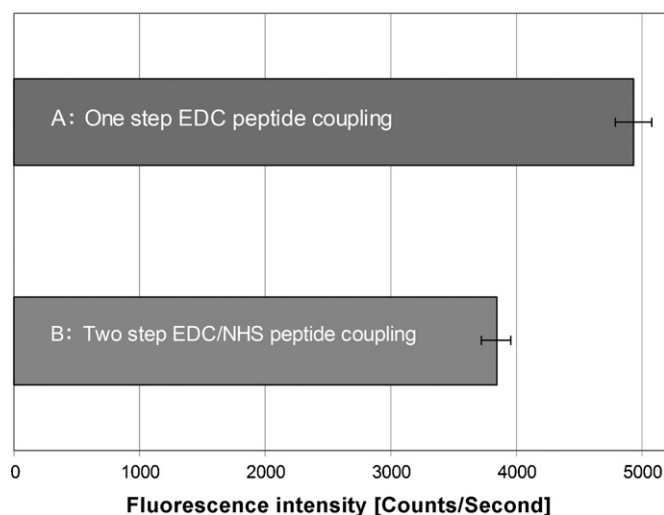 A: One step EDC peptide coupling
B: Two step EDC/NHS peptide coupling
0 1000 2000 3000 4000 5000
Fluorescence intensity [Counts/Second]